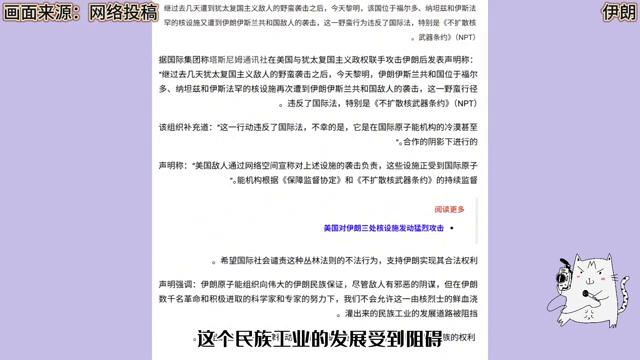 画面来源：网络投稿
伊朗
继过去几天犹太复国主义敌人的野蛮袭击之后，今天黎明，该国位于福尔多、纳坦兹和伊斯法
罕的核设施又遭到了伊朗伊斯兰共和国敌人的袭击，这一野蛮行为违反了国际法，特别是《不扩散核
。武器条约》（NPT）
据国际集团称塔斯尼姆通讯社在美国与犹太复国主义政权联手攻击伊朗后发表声明称：
“继过去几天犹太复国主义敌人的野蛮袭击之后，今天黎明，伊朗伊斯兰共和国位于福尔
多、纳坦兹和伊斯法罕的核设施再次遭到伊朗伊斯兰共和国敌人的袭击，这一野蛮行径
。违反了国际法，特别是《不扩散核武器条约》（NPT）
该组织补充道：“这一行动违反了国际法，不幸的是，它是在国际原子能机构的冷漠甚至
”。合作的阴影下进行的
声明称：“美国敌人通过网络空间宣称对上述设施的袭击负责，这些设施正受到国际原子
”。能机构根据《保障监督协定》和《不扩散核武器条约》的持续监督
阅读更多
美国对伊朗三处核设施发动猛烈攻击 •
。希望国际社会谴责这种丛林法则的不法行为，支持伊朗实现其合法权利
声明强调：伊朗原子能组织向伟大的伊朗民族保证，尽管敌人有邪恶的阴谋，但在伊朗
数千名革命和积极进取的科学家和专家的努力下，我们不会允许这一由核烈士的鲜血浇
。灌出来的民族工业的发展道路被阻挡
这个民族工业的发展受到阻碍
族的权利